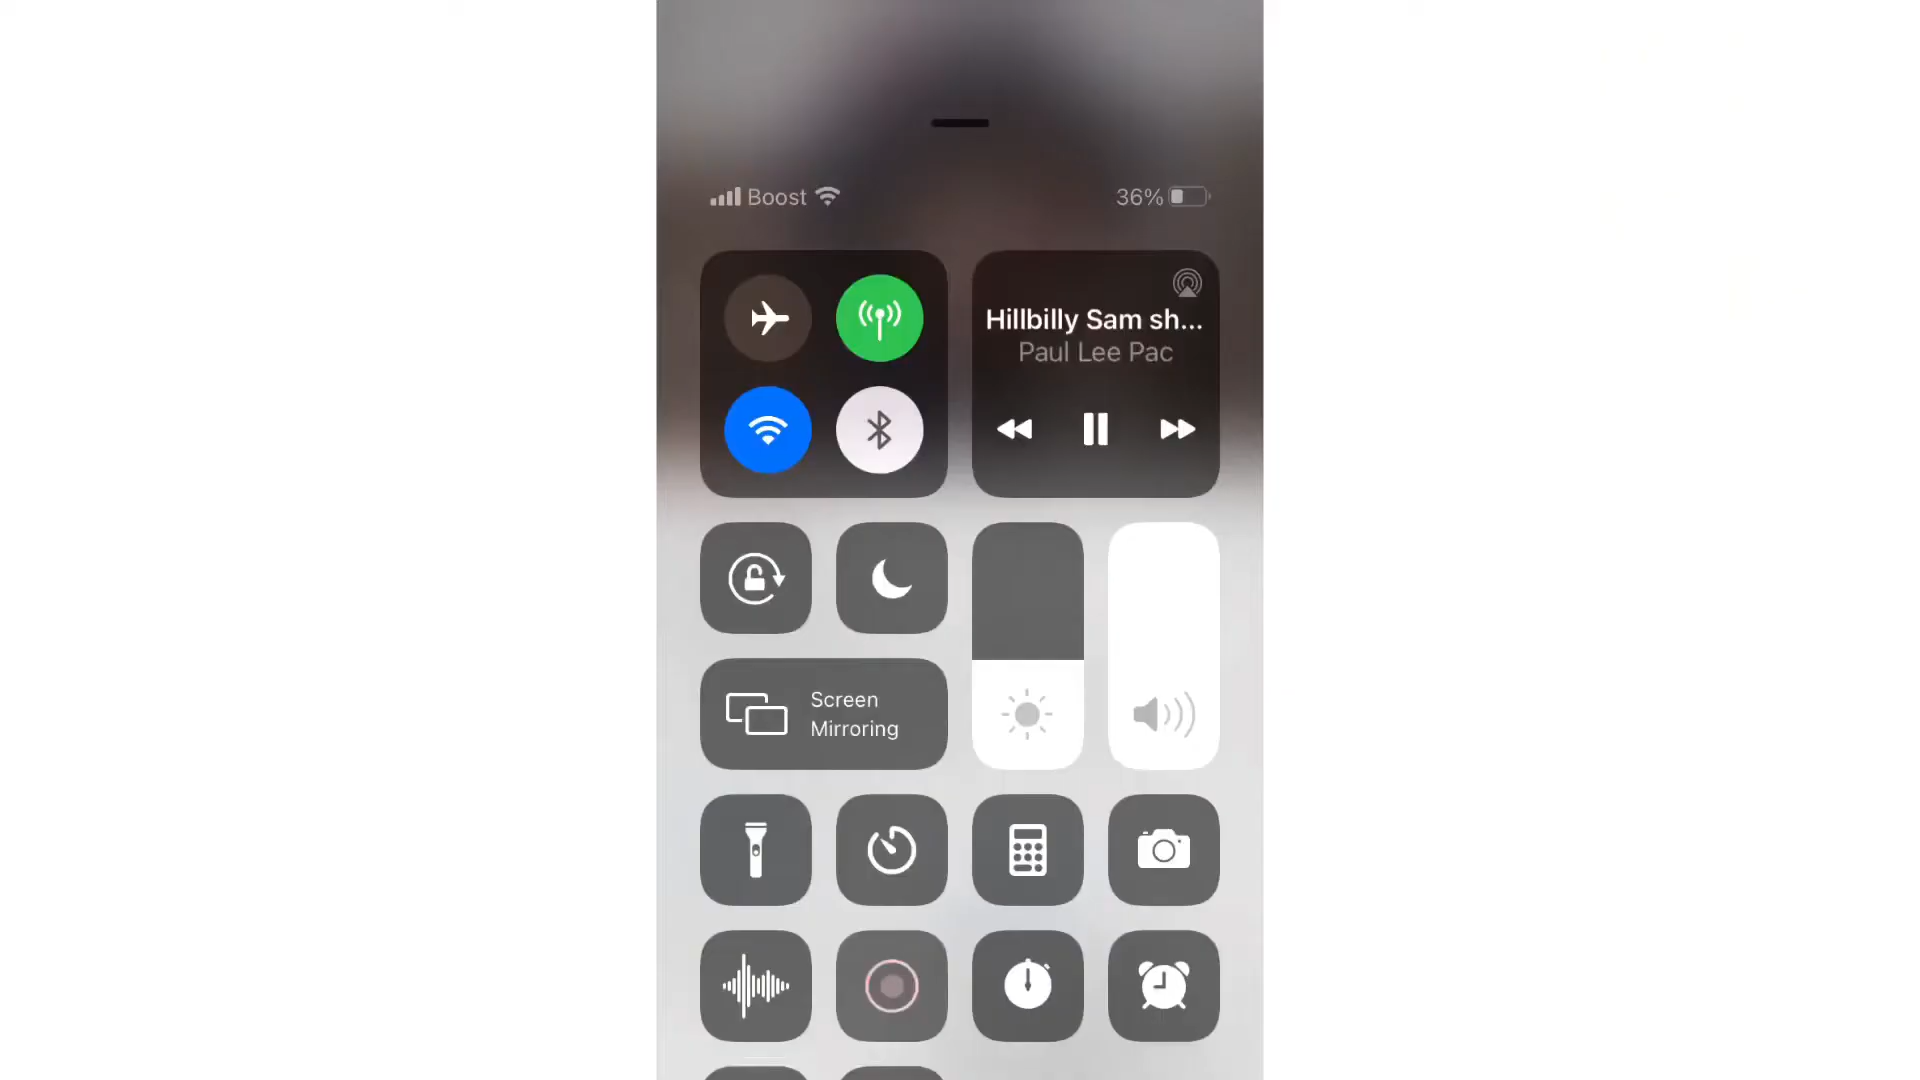 Boost
36%
Hillbilly Sam sh...
Paul Lee Pac
Screen
Mirroring